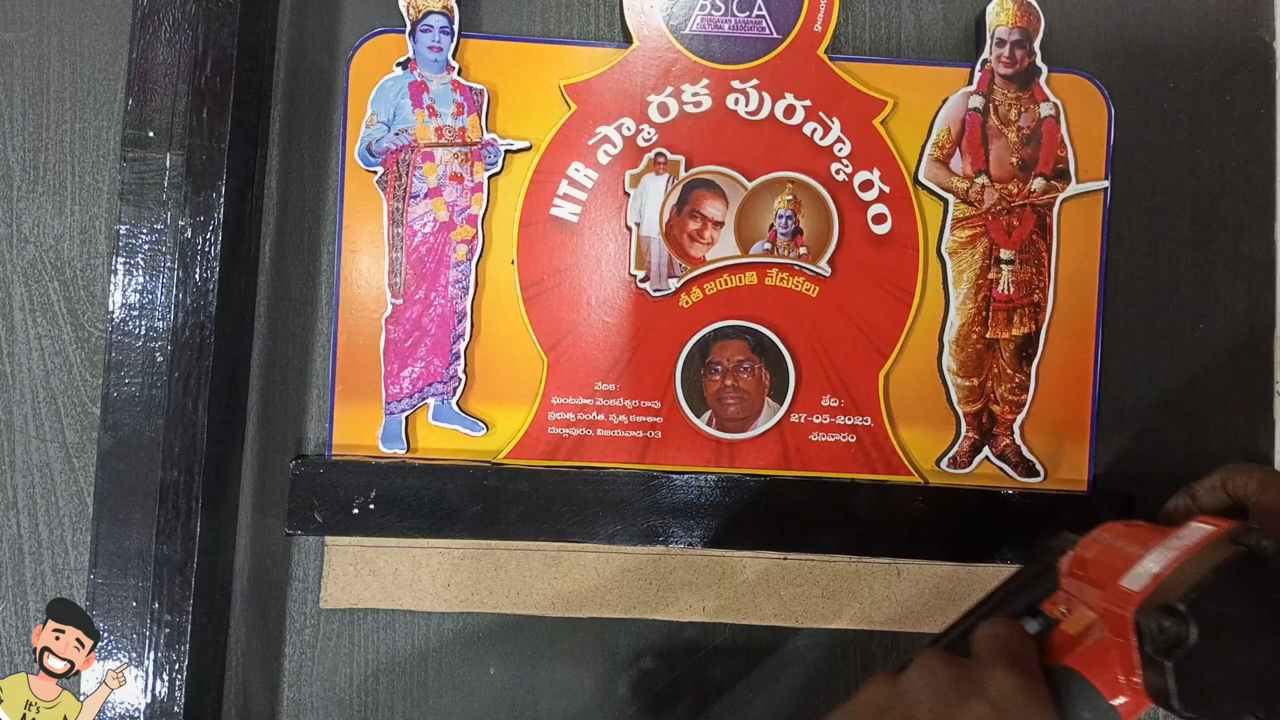 BSCA
BHAGAVAN SARANAM
CULTURAL ASSOCIATION
NTR స్మారక పురస్కారం
శత జయంతి వేడుకలు
వేదిక :
ఘంటసాల వెంకటేశ్వర రావు
ప్రభుత్వ సంగీత, నృత్య కళాశాల
దుర్గాపురం, విజయవాడ-03
తేది :
27-05-2023,
శనివారం
It's